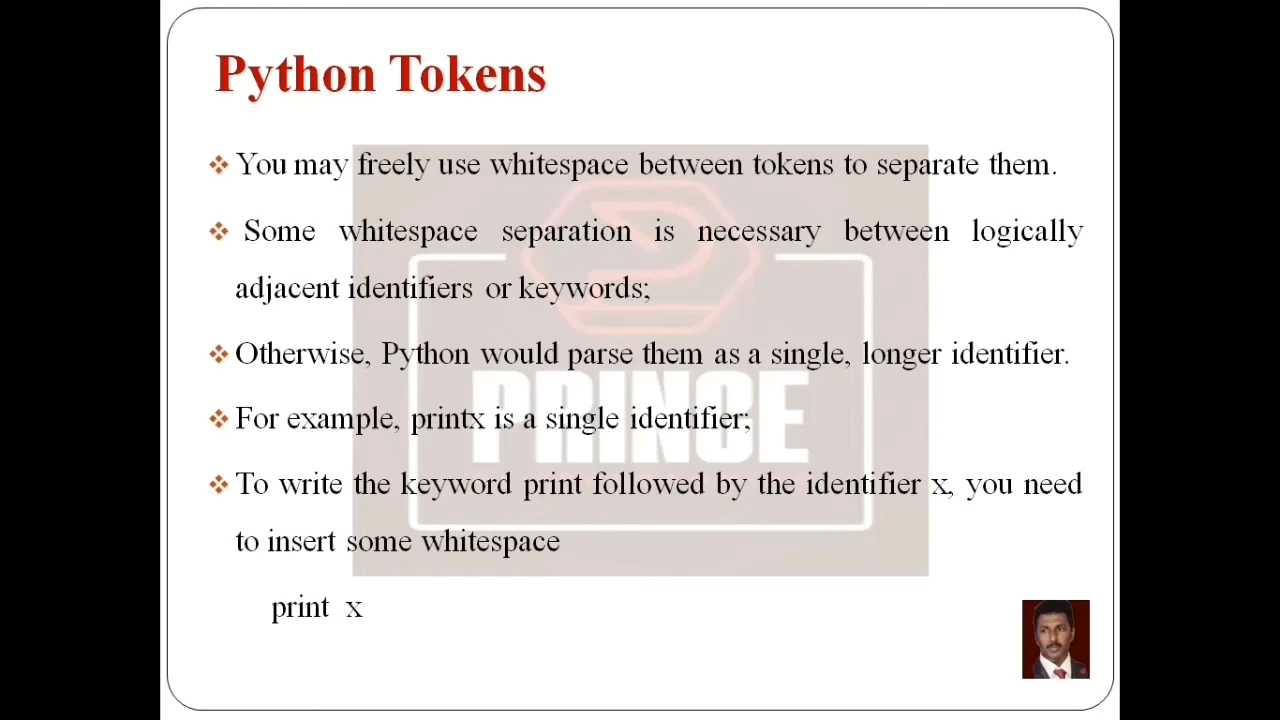 Python Tokens
You may freely use whitespace between tokens to separate them.
Some whitespace separation is necessary between logically
adjacent identifiers or keywords;
Otherwise, Python would parse them as a single, longer identifier.
For example, printx is a single identifier;
PRINCE
To write the keyword print followed by the identifier x, you need
to insert some whitespace
print x